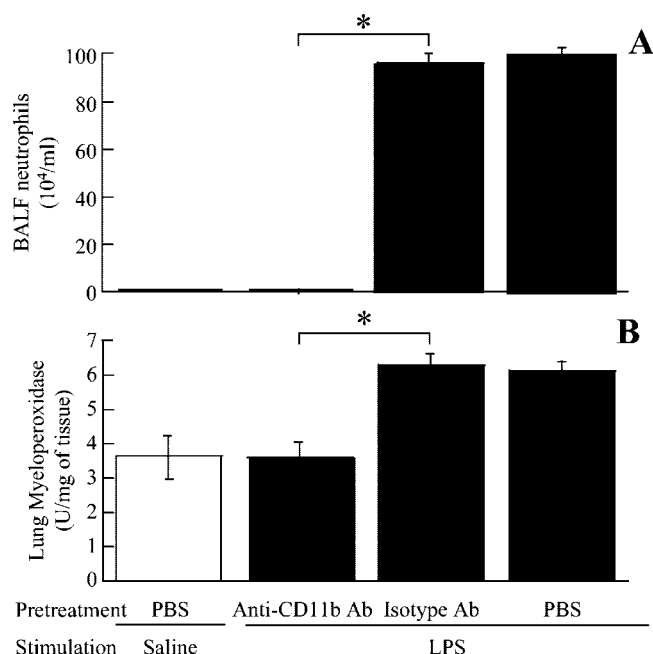 *
A
BALF neutrophils
(10⁴/ml)
100
80
60
40
20
0
*
B
Lung Myeloperoxidase
(U/mg of tissue)
7
6
5
4
3
2
1
0
Pretreatment PBS Anti-CD11b Ab Isotype Ab PBS
Stimulation Saline LPS